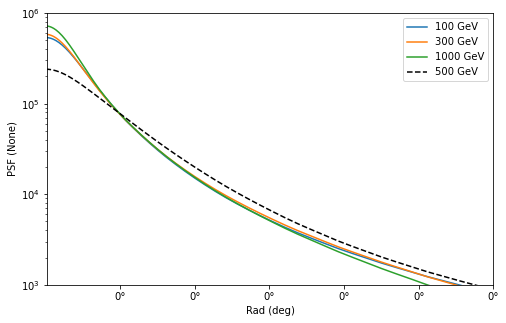 10⁶
100 GeV
300 GeV
1000 GeV
500 GeV
10⁵
PSF (None)
10⁴
10³
0° 0° 0° 0° 0° 0°
Rad (deg)